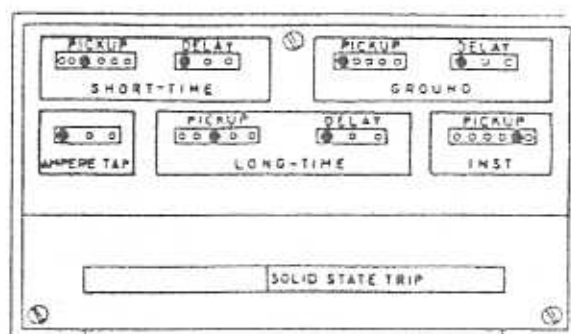 PICKUP DELAY
SHORT-TIME
PICKUP DELAY
GROUND
AMPERE TAP
PICKUP DELAY
LONG-TIME
PICKUP
INST
SOLID STATE TRIP